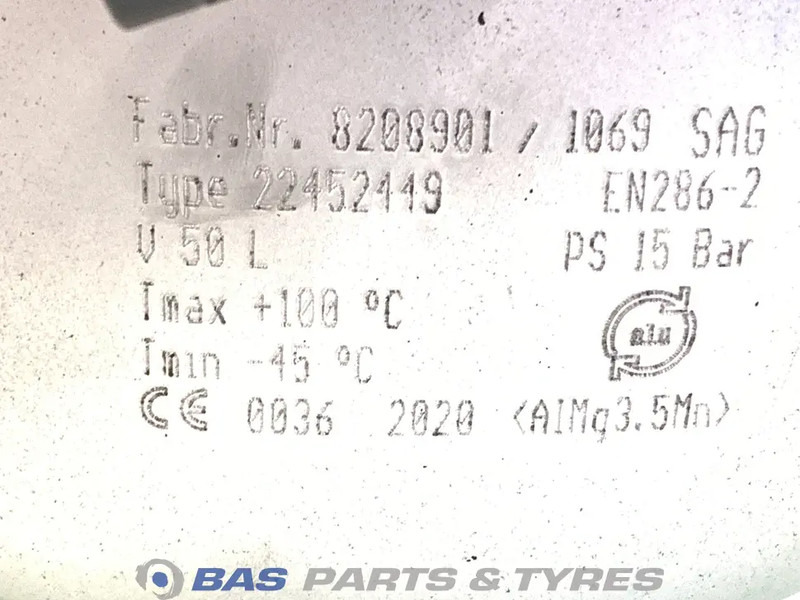 Fabr.Nr. 8208901 / 1069 SAG
Type 22452449 EN286-2
V 50 L PS 15 Bar
Tmax +100 °C
alu
Tmin -45 °C
CE 0036 2020 <AlMg3.5Mn>
BAS PARTS & TYRES